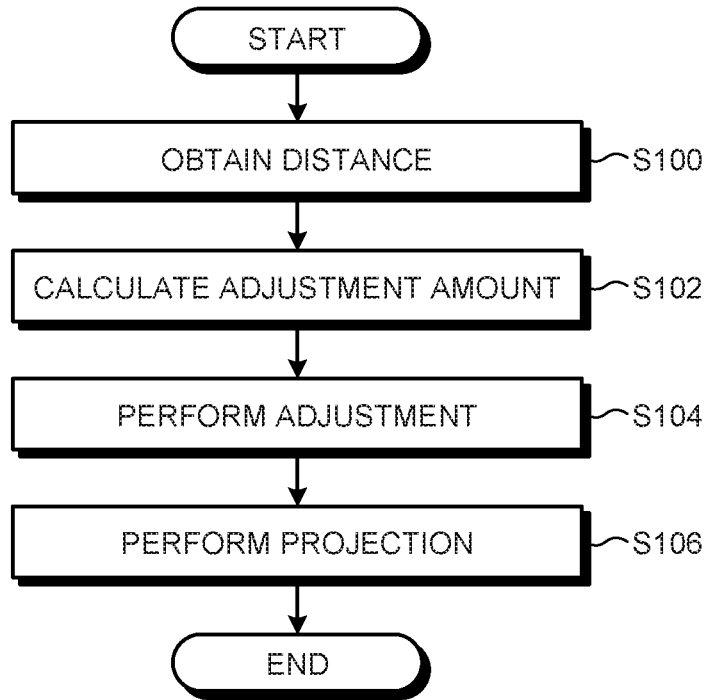 START
OBTAIN DISTANCE
S100
CALCULATE ADJUSTMENT AMOUNT
S102
PERFORM ADJUSTMENT
S104
PERFORM PROJECTION
S106
END